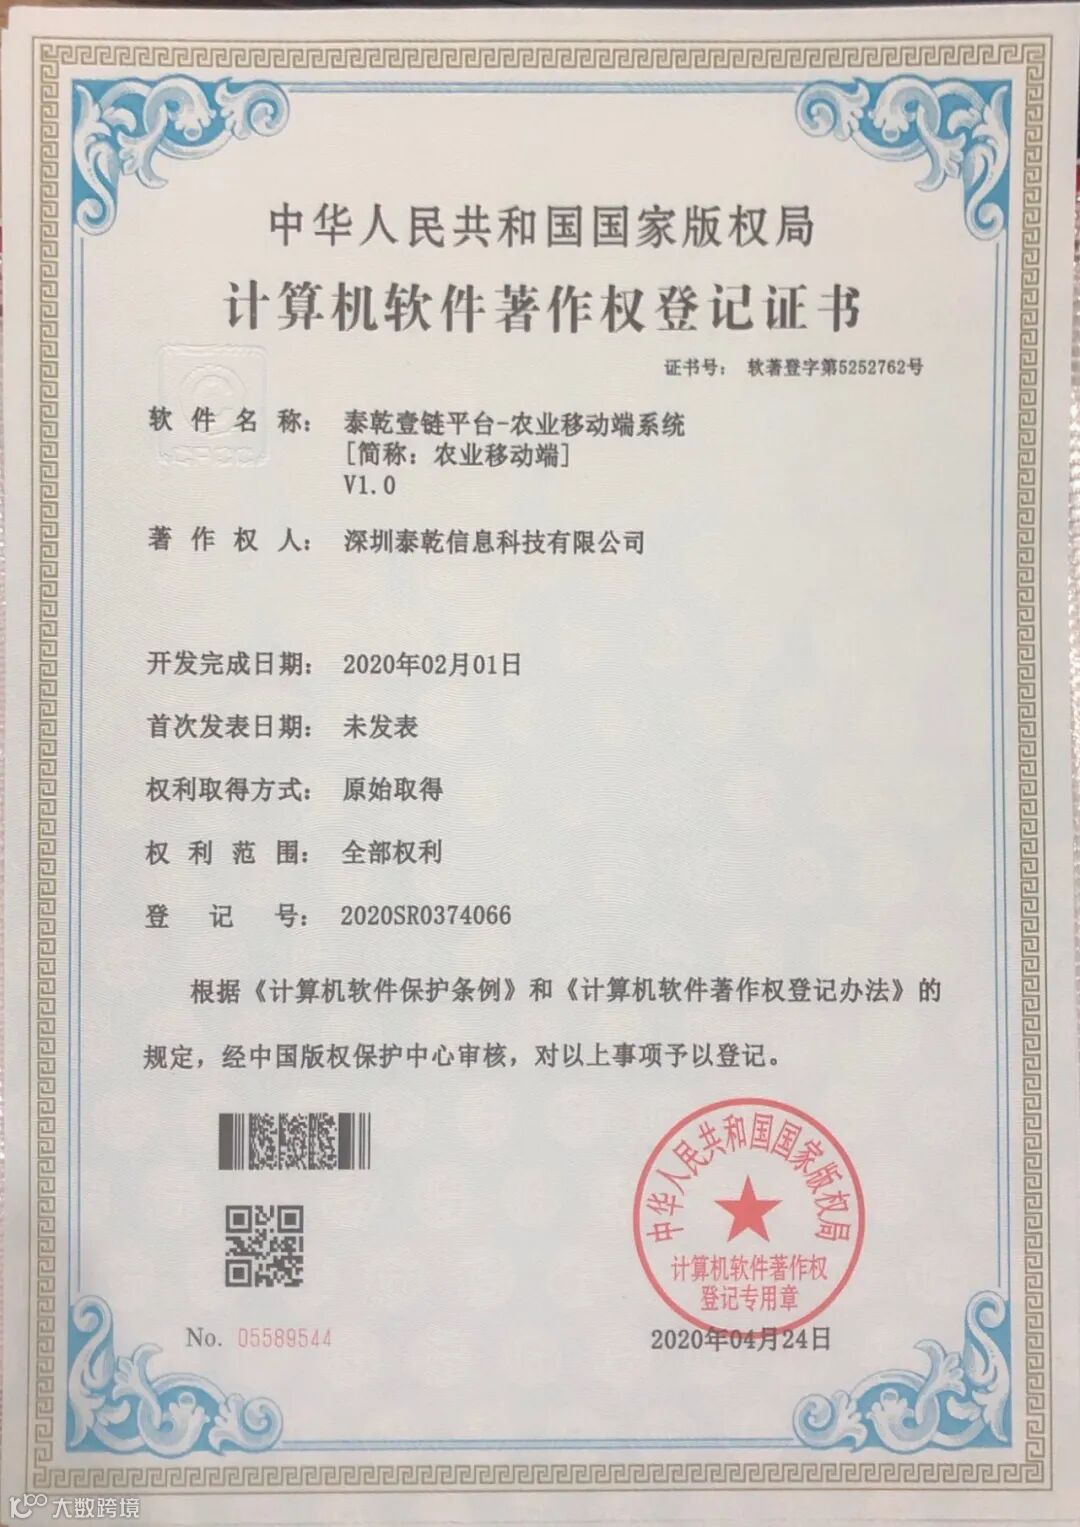 中华人民共和国国家版权局
计算机软件著作权登记证书
证书号： 软著登字第5252762号
软件名称： 泰乾壹链平台-农业移动端系统
[简称：农业移动端]
V1.0
著作权人： 深圳泰乾信息科技有限公司
开发完成日期： 2020年02月01日
首次发表日期： 未发表
权利取得方式： 原始取得
权利范围： 全部权利
登记号： 2020SR0374066
根据《计算机软件保护条例》和《计算机软件著作权登记办法》的
规定，经中国版权保护中心审核，对以上事项予以登记。
中华人民共和国国家版权局
计算机软件著作权
登记专用章
No. 05589544
2020年04月24日
大数跨境